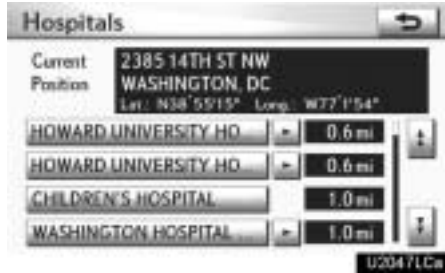 Hospitals
Current 2385 14TH ST NW
Position WASHINGTON, DC
Lat.: N38°55'15" Long.: W77°1'54"
HOWARD UNIVERSITY HO... 0.6 mi
HOWARD UNIVERSITY HO... 0.6 mi
CHILDREN'S HOSPITAL 1.0 mi
WASHINGTON HOSPITAL ... 1.0 mi
U2047LCa